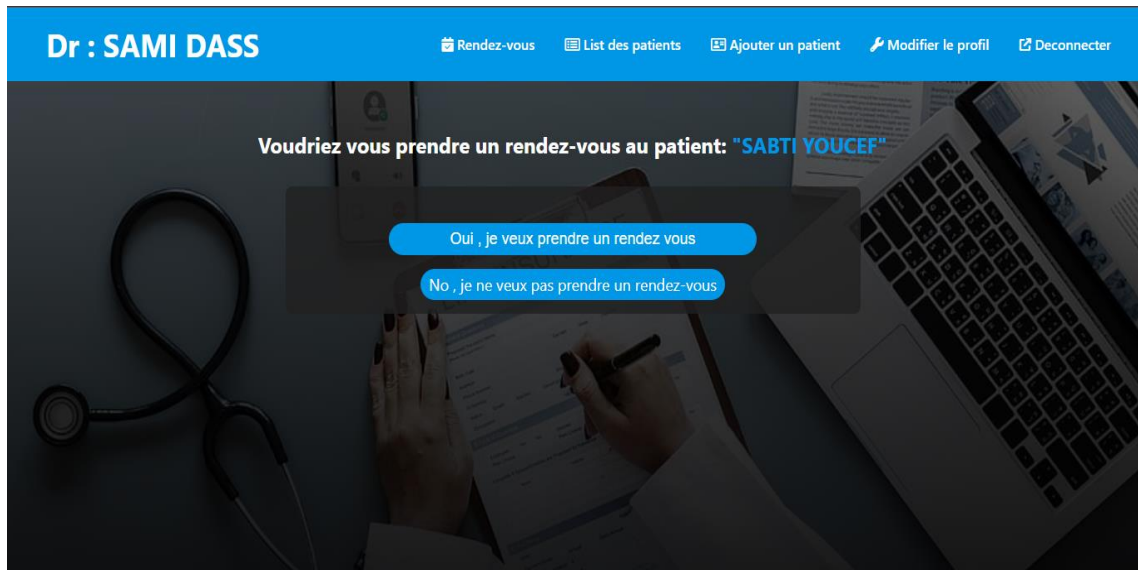 Dr : SAMI DASS
Rendez-vous List des patients Ajouter un patient Modifier le profil Deconnecter
Voudriez vous prendre un rendez-vous au patient: "SABTI YOUCEF"
Oui , je veux prendre un rendez vous
No , je ne veux pas prendre un rendez-vous